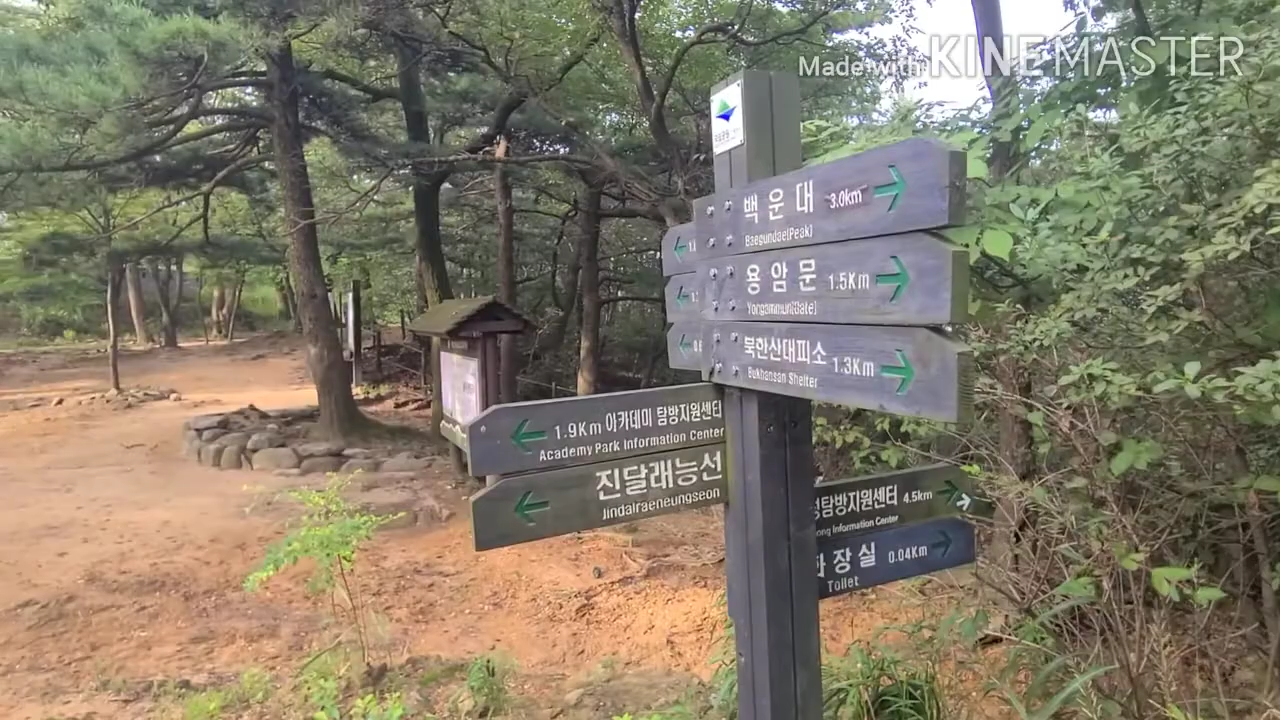 Made with KINEMASTER
백운대 3.0km
Baegundae(Peak)
용암문 1.5Km
Yongammun(Gate)
북한산대피소 1.3Km
Bukhansan Shelter
1.9Km 아카데미 탐방지원센터
Academy Park Information Center
진달래능선
Jindalraeneungseon
탐방지원센터 4.5km
Information Center
장실 0.04Km
Toilet